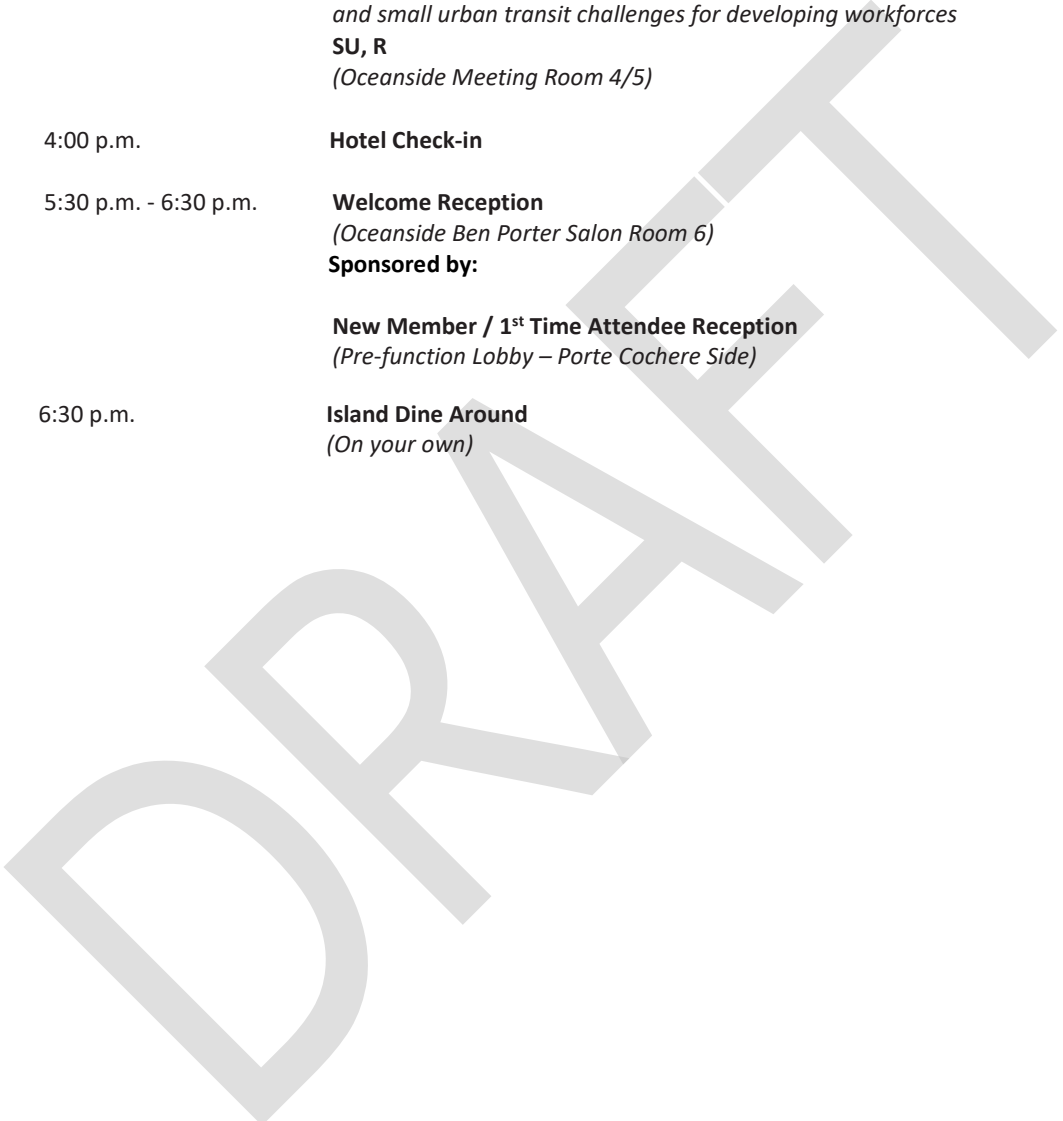 and small urban transit challenges for developing workforces
SU, R
(Oceanside Meeting Room 4/5)
4:00 p.m. Hotel Check-in
5:30 p.m. - 6:30 p.m. Welcome Reception
(Oceanside Ben Porter Salon Room 6)
Sponsored by:
New Member / 1st Time Attendee Reception
(Pre-function Lobby – Porte Cochere Side)
6:30 p.m. Island Dine Around
(On your own)
DRAFT